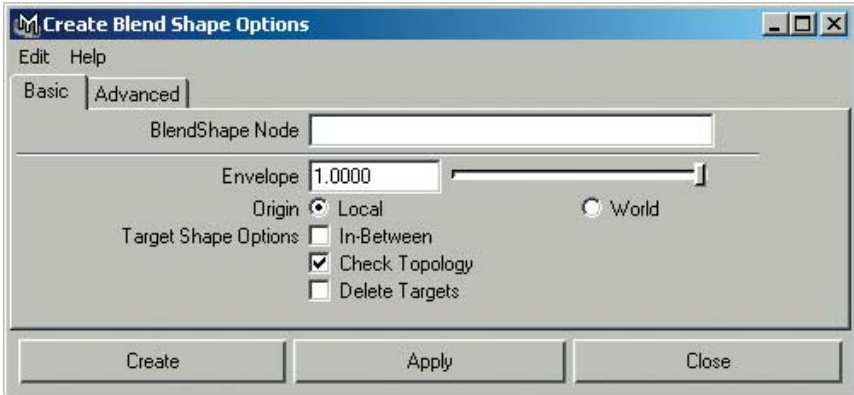 Create Blend Shape Options
Edit Help
Basic Advanced
BlendShape Node
Envelope 1.0000
Origin Local World
Target Shape Options In-Between
Check Topology
Delete Targets
Create Apply Close